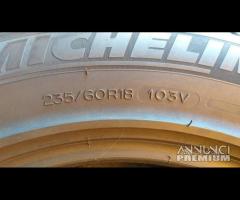 MICHELIN
235/60R18 103V
ANNUNCI
PREMIUM